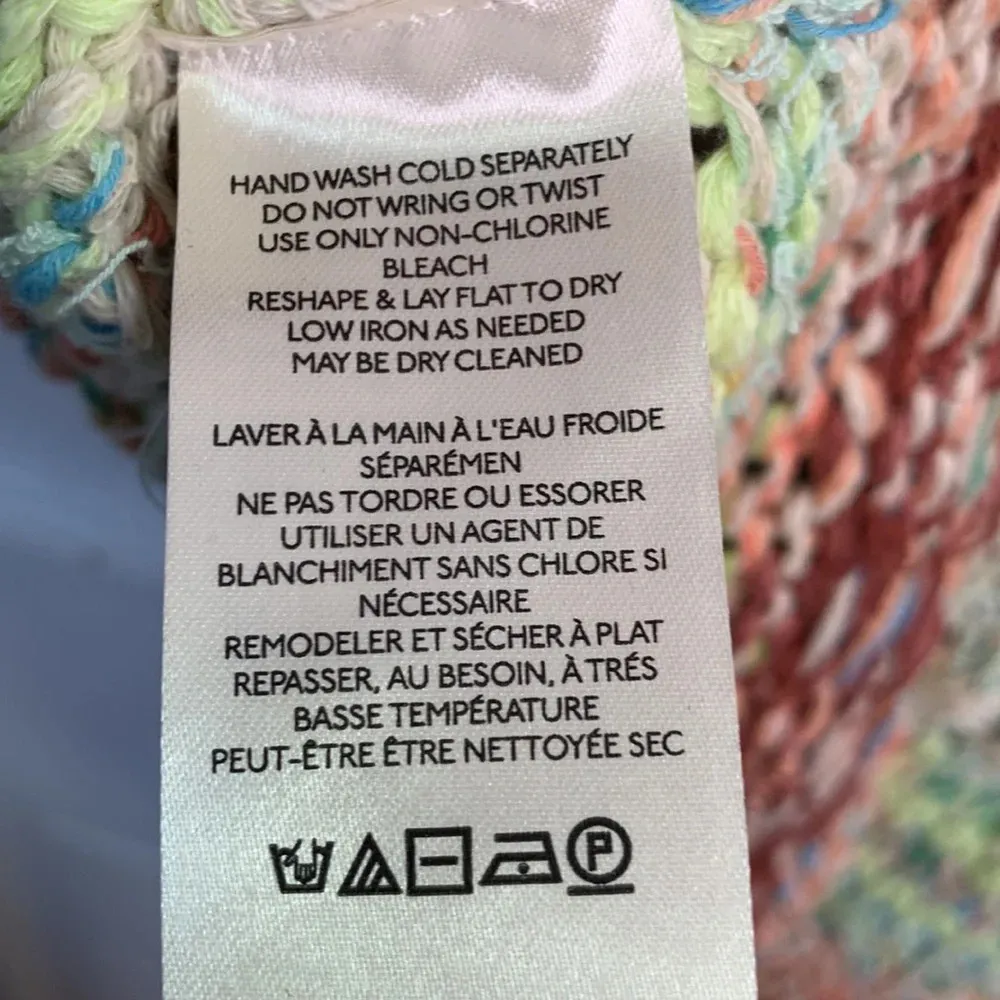 HAND WASH COLD SEPARATELY
DO NOT WRING OR TWIST
USE ONLY NON-CHLORINE
BLEACH
RESHAPE & LAY FLAT TO DRY
LOW IRON AS NEEDED
MAY BE DRY CLEANED
LAVER À LA MAIN À L'EAU FROIDE
SÉPARÉMEN
NE PAS TORDRE OU ESSORER
UTILISER UN AGENT DE
BLANCHIMENT SANS CHLORE SI
NÉCESSAIRE
REMODELER ET SÉCHER À PLAT
REPASSER, AU BESOIN, À TRÉS
BASSE TEMPÉRATURE
PEUT-ÊTRE ÊTRE NETTOYÉE SEC
P